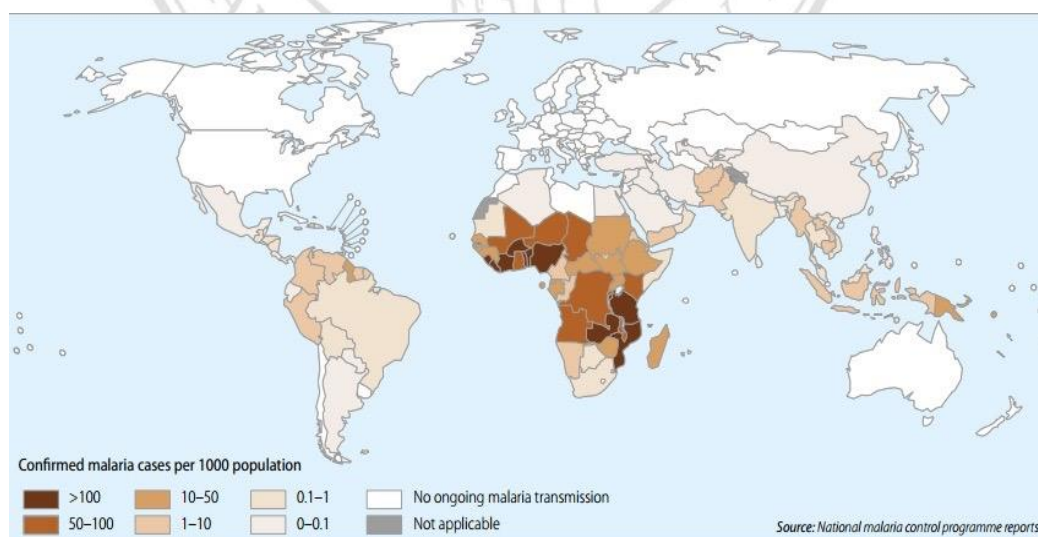 Confirmed malaria cases per 1000 population
>100
10–50
0.1–1
No ongoing malaria transmission
50–100
1–10
0–0.1
Not applicable
Source: National malaria control programme reports